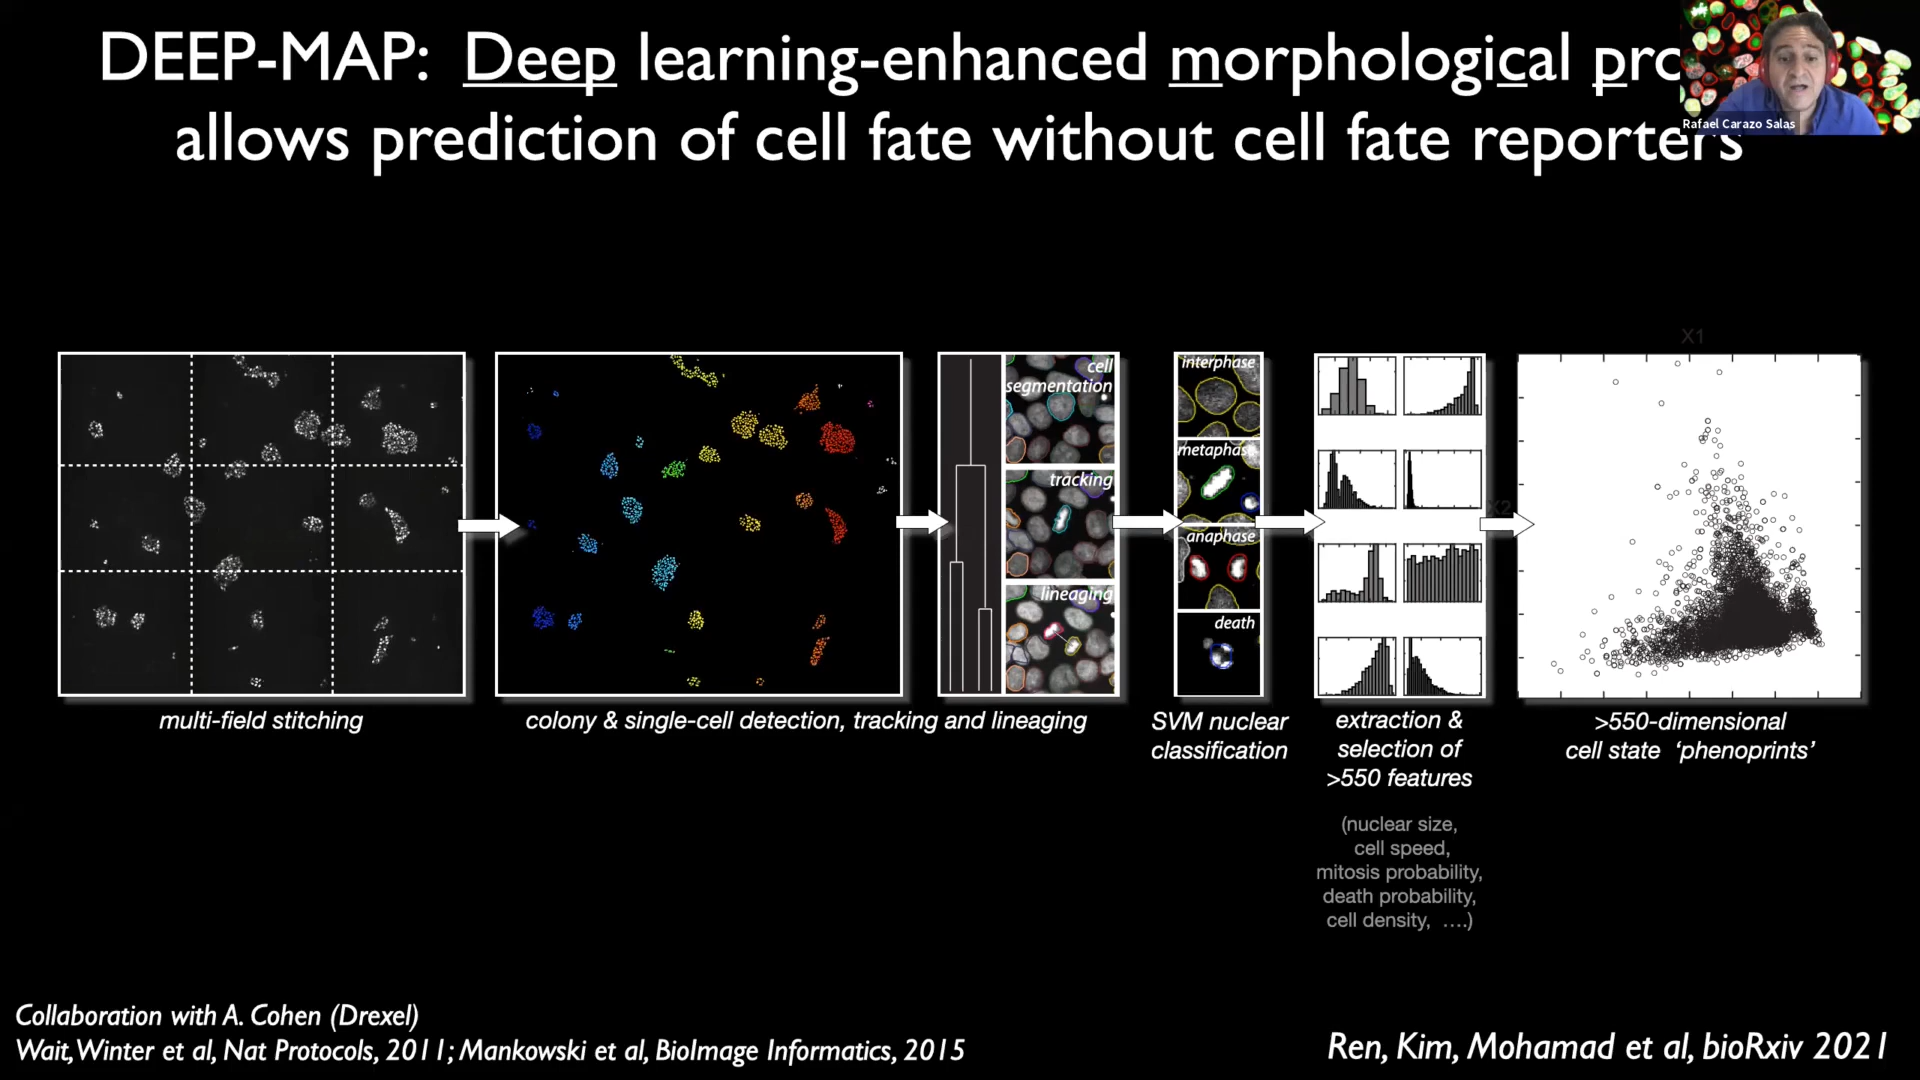 DEEP-MAP: Deep learning-enhanced morphological pro
allows prediction of cell fate without cell fate reporters
Rafael Carazo Salas
X1
cell
segmentation
tracking
lineaging
interphase
metaphase
anaphase
death
X2
multi-field stitching
colony & single-cell detection, tracking and lineaging
SVM nuclear
classification
extraction &
selection of
>550 features
(nuclear size,
cell speed,
mitosis probability,
death probability,
cell density, ….)
>550-dimensional
cell state ‘phenoprints’
Collaboration with A. Cohen (Drexel)
Wait, Winter et al, Nat Protocols, 2011; Mankowski et al, BioImage Informatics, 2015
Ren, Kim, Mohamad et al, bioRxiv 2021